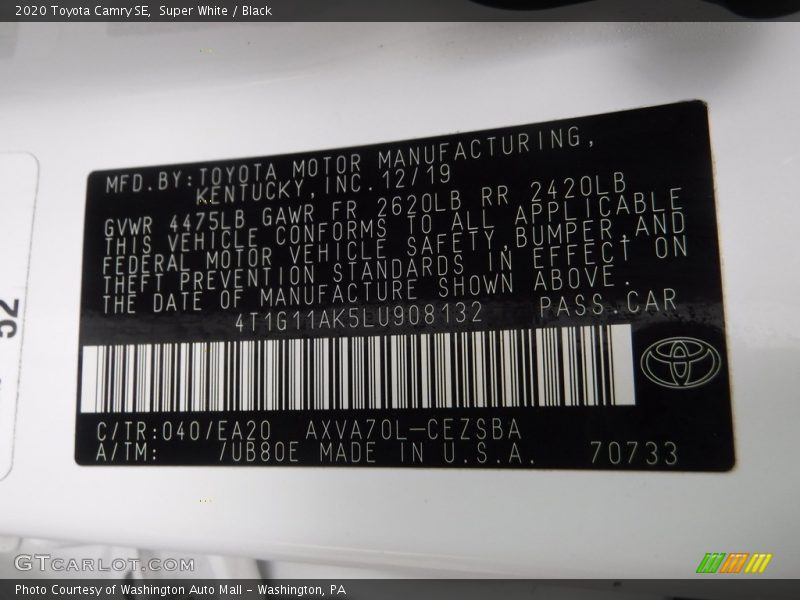 2020 Toyota Camry SE, Super White / Black
MFD.BY:TOYOTA MOTOR MANUFACTURING,
KENTUCKY,INC.12/19
GVWR 4475LB GAWR FR 2620LB RR 2420LB
THIS VEHICLE CONFORMS TO ALL APPLICABLE
FEDERAL MOTOR VEHICLE SAFETY,BUMPER,AND
THEFT PREVENTION STANDARDS IN EFFECT ON
THE DATE OF MANUFACTURE SHOWN ABOVE.
4T1G11AK5LU908132 PASS.CAR
C/TR:040/EA20 AXVA70L-CEZSBA
A/TM: /UB80E MADE IN U.S.A. 70733
52
GTCARLOT.COM
Photo Courtesy of Washington Auto Mall - Washington, PA